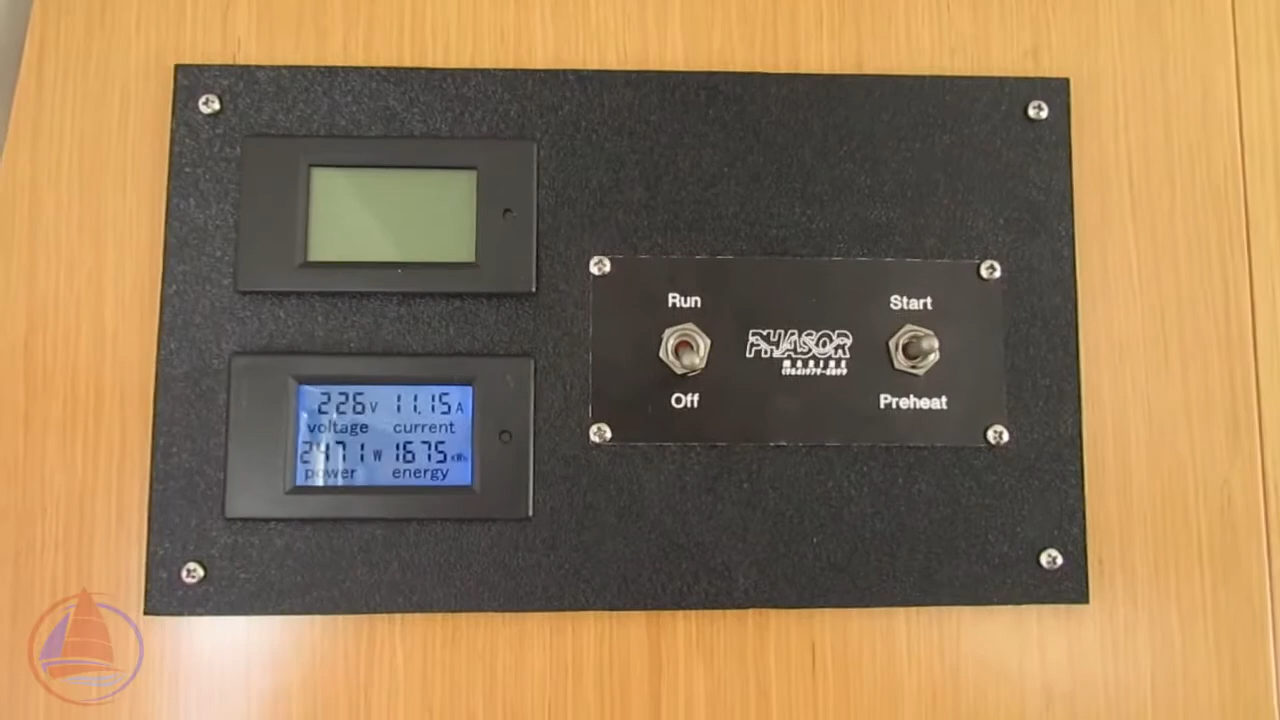 226V 11.15A
voltage current
2471W 1675kWh
power energy
Run
Off
PHASOR
MARINE
Start
Preheat